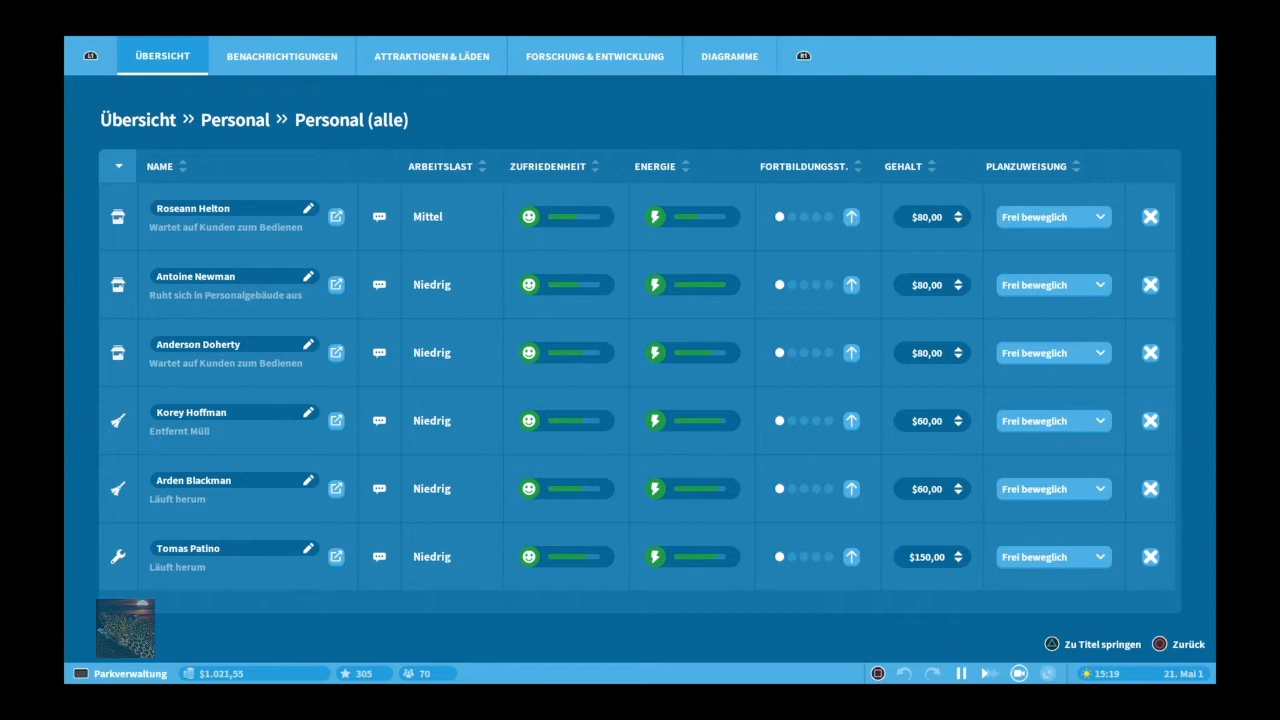 L1 ÜBERSICHT BENACHRICHTIGUNGEN ATTRAKTIONEN & LÄDEN FORSCHUNG & ENTWICKLUNG DIAGRAMME R1
Übersicht » Personal » Personal (alle)
NAME ARBEITSLAST ZUFRIEDENHEIT ENERGIE FORTBILDUNGSST. GEHALT PLANZUWEISUNG
Roseann Helton
Wartet auf Kunden zum Bedienen
Mittel $80,00 Frei beweglich
Antoine Newman
Ruht sich in Personalgebäude aus
Niedrig $80,00 Frei beweglich
Anderson Doherty
Wartet auf Kunden zum Bedienen
Niedrig $80,00 Frei beweglich
Korey Hoffman
Entfernt Müll
Niedrig $60,00 Frei beweglich
Arden Blackman
Läuft herum
Niedrig $60,00 Frei beweglich
Tomas Patino
Läuft herum
Niedrig $150,00 Frei beweglich
Zu Titel springen Zurück
Parkverwaltung $1.021,55 305 70 15:19 21. Mai 1